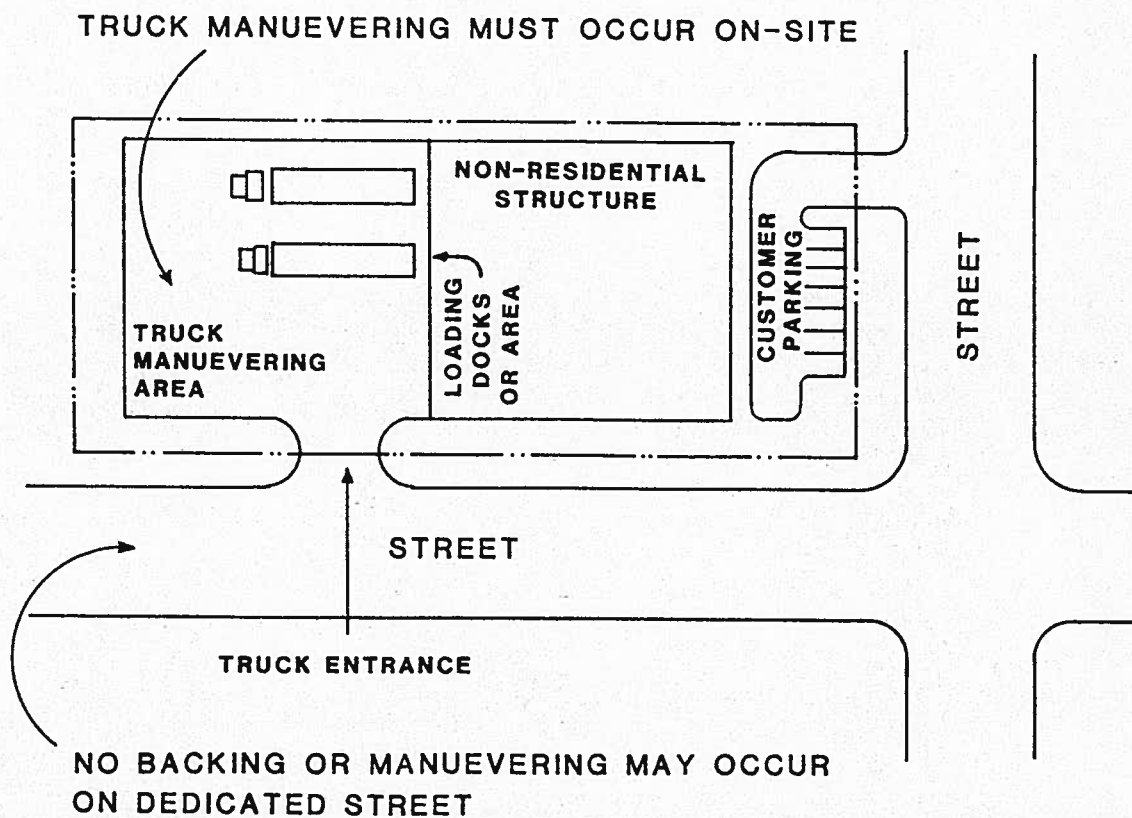 TRUCK MANUEVERING MUST OCCUR ON-SITE
NON-RESIDENTIAL
STRUCTURE
CUSTOMER
PARKING
STREET
LOADING
DOCKS
OR AREA
TRUCK
MANUEVERING
AREA
STREET
TRUCK ENTRANCE
NO BACKING OR MANUEVERING MAY OCCUR
ON DEDICATED STREET